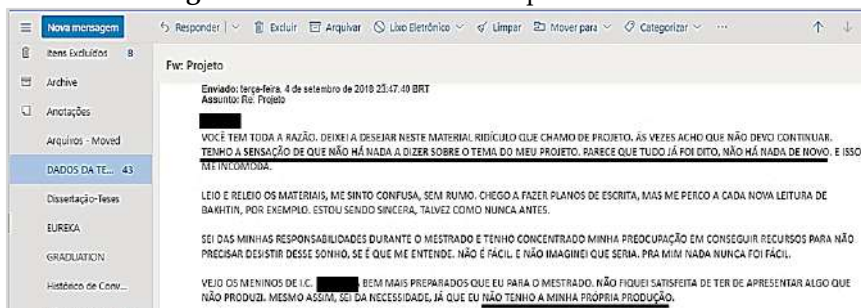 Nova mensagem
Responder Excluir Arquivar Lixo Eletrônico Limpar Mover para Categorizar ...
Itens Excluídos 8
Archive
Anotações
Arquivos - Moved
DADOS DA TE... 43
Dissertação-Teses
EUREKA
GRADUATION
Histórico de Conv...
Fw: Projeto
Enviado: terça-feira, 4 de setembro de 2018 23:47:40 BRT
Assunto: Re: Projeto
VOCÊ TEM TODA A RAZÃO. DEIXEI A DESEJAR NESTE MATERIAL RIDÍCULO QUE CHAMO DE PROJETO. ÀS VEZES ACHO QUE NÃO DEVO CONTINUAR.
TENHO A SENSAÇÃO DE QUE NÃO HÁ NADA A DIZER SOBRE O TEMA DO MEU PROJETO. PARECE QUE TUDO JÁ FOI DITO, NÃO HÁ NADA DE NOVO. E ISSO
ME INCOMODA.
LEIO E RELEIO OS MATERIAIS, ME SINTO CONFUSA, SEM RUMO. CHEGO A FAZER PLANOS DE ESCRITA, MAS ME PERCO A CADA NOVA LEITURA DE
BAKHTIN, POR EXEMPLO. ESTOU SENDO SINCERA, TALVEZ COMO NUNCA ANTES.
SEI DAS MINHAS RESPONSABILIDADES DURANTE O MESTRADO E TENHO CONCENTRADO MINHA PREOCUPAÇÃO EM CONSEGUIR RECURSOS PARA NÃO
PRECISAR DESISTIR DESSE SONHO, SE É QUE ME ENTENDE. NÃO É FÁCIL. E NÃO IMAGINEI QUE SERIA. PRA MIM NADA NUNCA FOI FÁCIL.
VEJO OS MENINOS DE I.C. BEM MAIS PREPARADOS QUE EU PARA O MESTRADO. NÃO FIQUEI SATISFEITA DE TER DE APRESENTAR ALGO QUE
NÃO PRODUZI. MESMO ASSIM, SEI DA NECESSIDADE, JÁ QUE EU NÃO TENHO A MINHA PRÓPRIA PRODUÇÃO.